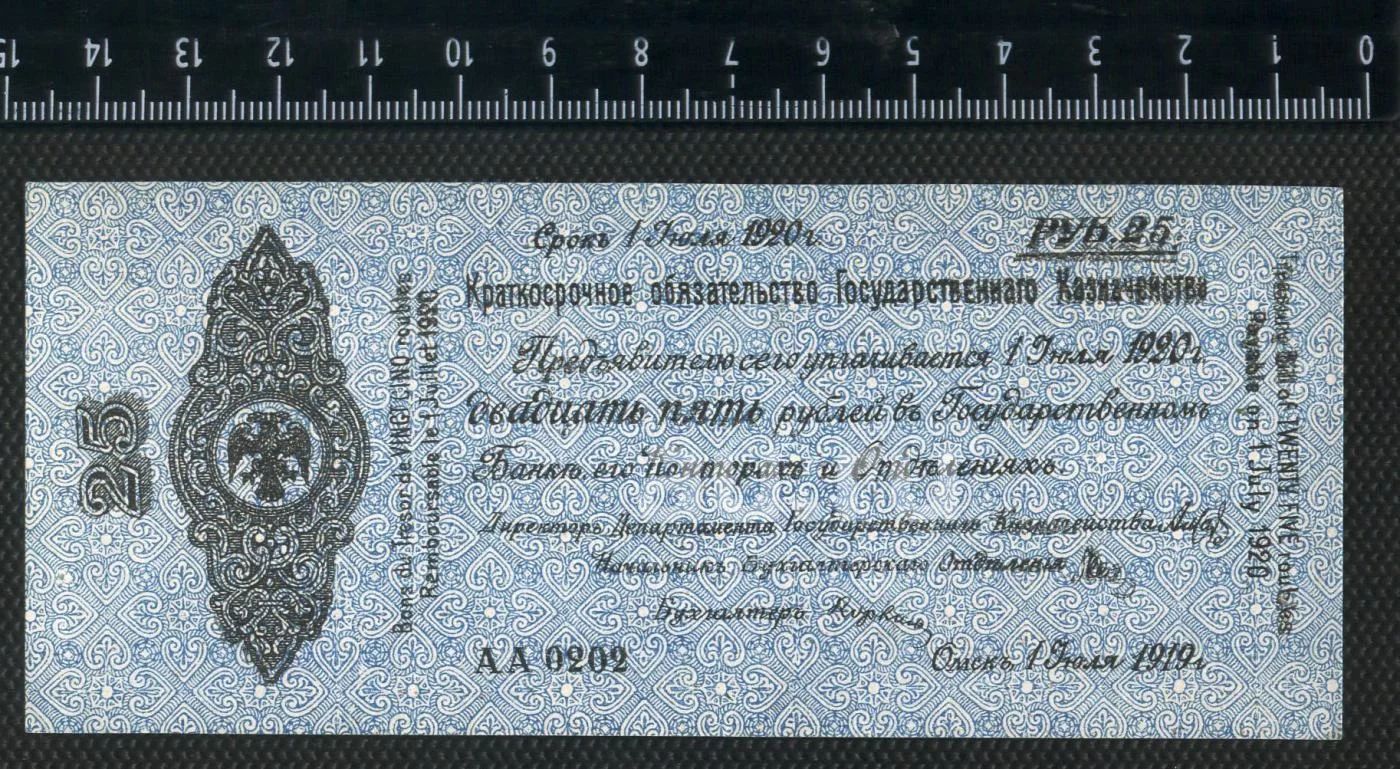 15 14 13 12 11 10 9 8 7 6 5 4 3 2 1 0
Срокъ 1 Iюля 1920 г.
РУБ. 25.
Краткосрочное обязательство Государственнаго Казначейства
Предъявителю сего уплачивается 1 Iюля 1920 г.
двадцать пять рублей въ Государственномъ
Банкѣ, его Конторахъ и Отдѣленіяхъ.
Директоръ Департамента Государственнаго Казначейства
Начальникъ Бухгалтерскаго Отдѣленія
Бухгалтеръ
АА 0202
Омскъ, 1 Iюля 1919 г.
25
Bons du Trésor de VINGT CINQ roubles
Remboursable le 1 Juillet 1920
Treasury Bill of TWENTY FIVE roubles
Payable on 1 July 1920